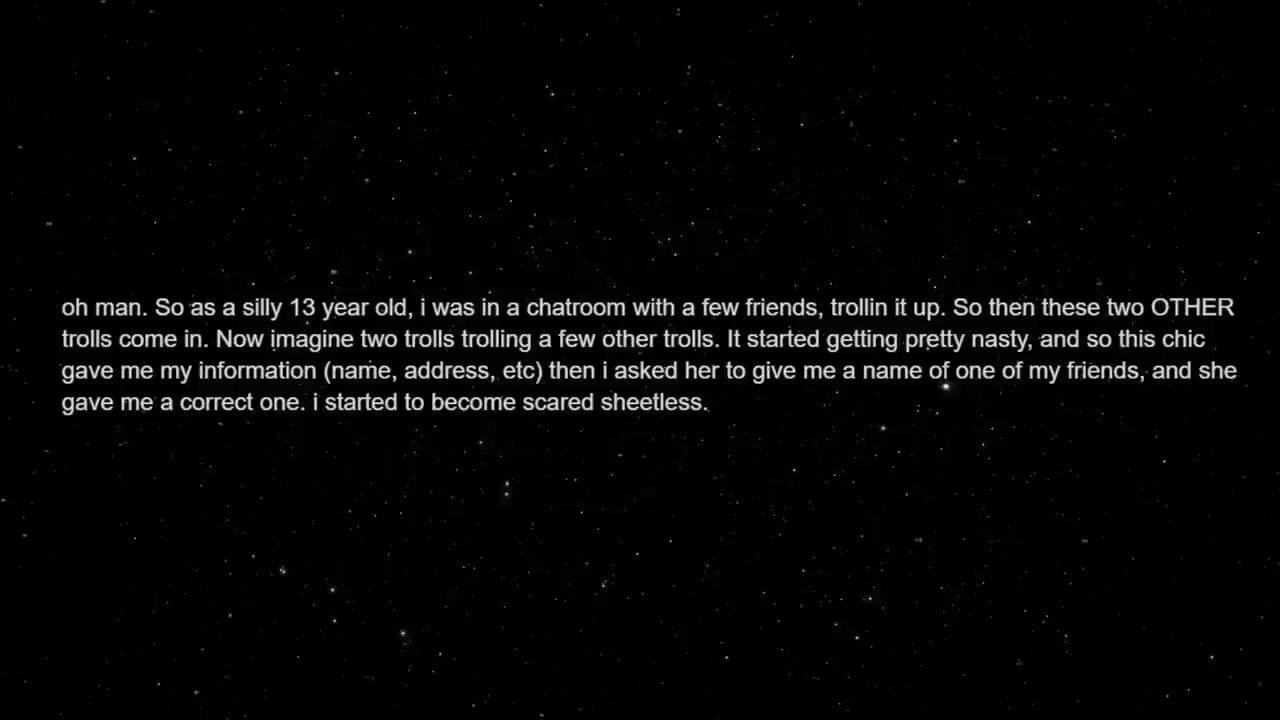 oh man. So as a silly 13 year old, i was in a chatroom with a few friends, trollin it up. So then these two OTHER
trolls come in. Now imagine two trolls trolling a few other trolls. It started getting pretty nasty, and so this chic
gave me my information (name, address, etc) then i asked her to give me a name of one of my friends, and she
gave me a correct one. i started to become scared sheetless.